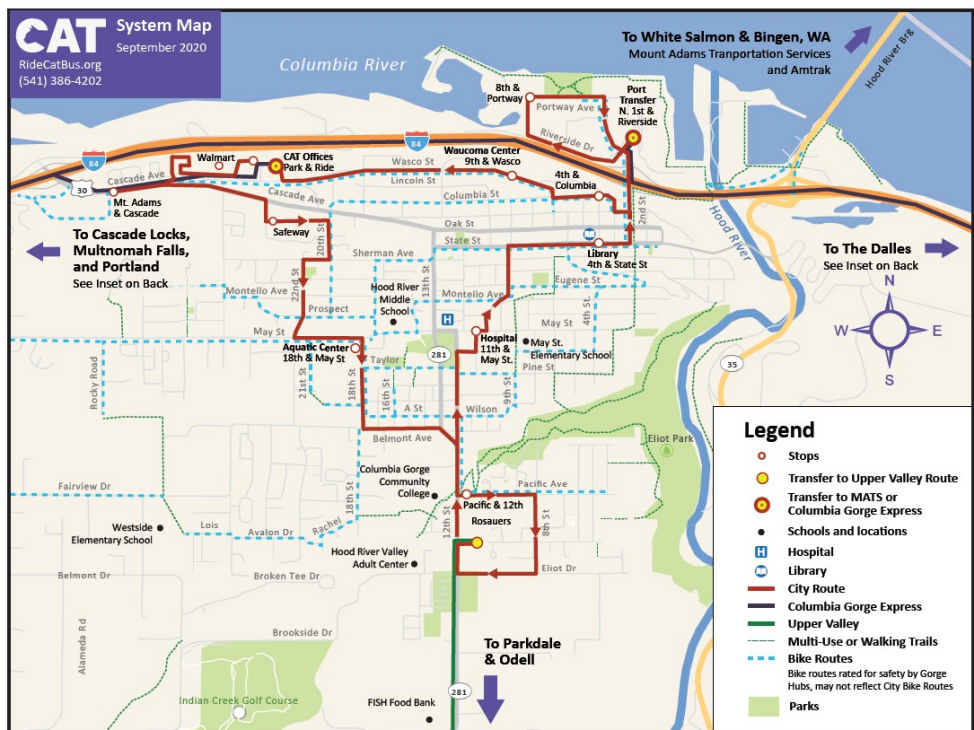 CAT
System Map
September 2020
RideCatBus.org
(541) 386-4202
To White Salmon & Bingen, WA
Mount Adams Tranportation Services
and Amtrak
Hood River Brg
Columbia River
8th &
Portway
Portway Ave
Port
Transfer
N. 1st &
Riverside
Riverside Dr
84
84
30
Walmart
CAT Offices
Park & Ride
Waucoma Center
9th & Wasco
Wasco St
Lincoln St
4th &
Columbia
Cascade Ave
Mt. Adams
& Cascade
Cascade Ave
Columbia St
2nd St
Hood River
Safeway
20th St
Oak St
State St
Library
4th & State St
To Cascade Locks,
Multnomah Falls,
and Portland
See Inset on Back
To The Dalles
See Inset on Back
Sherman Ave
13th St
22nd St
Eugene St
Montello Ave
Hood River
Middle
School
Montello Ave
4th St.
Prospect
H
May St
May St
N
W
E
S
Aquatic Center
18th & May St
Hospital
11th &
May St.
May St.
Elementary School
281
Taylor
Pine St
35
Rocky Road
21st St
18th St
16th St
9th St
A St
Wilson
Belmont Ave
Eliot Park
Columbia Gorge
Community
College
Pacific Ave
Fairview Dr
18th St
Pacific & 12th
Rosauers
12th St
8th St
Westside
Elementary School
Lois
Avalon Dr
Rachel
Hood River Valley
Adult Center
Eliot Dr
Belmont Dr
Broken Tee Dr
Alameda Rd
Brookside Dr
To Parkdale
& Odell
281
Indian Creek Golf Course
FISH Food Bank
Legend
Stops
Transfer to Upper Valley Route
Transfer to MATS or
Columbia Gorge Express
Schools and locations
H
Hospital
Library
City Route
Columbia Gorge Express
Upper Valley
Multi-Use or Walking Trails
Bike Routes
Bike routes rated for safety by Gorge
Hubs, may not reflect City Bike Routes
Parks